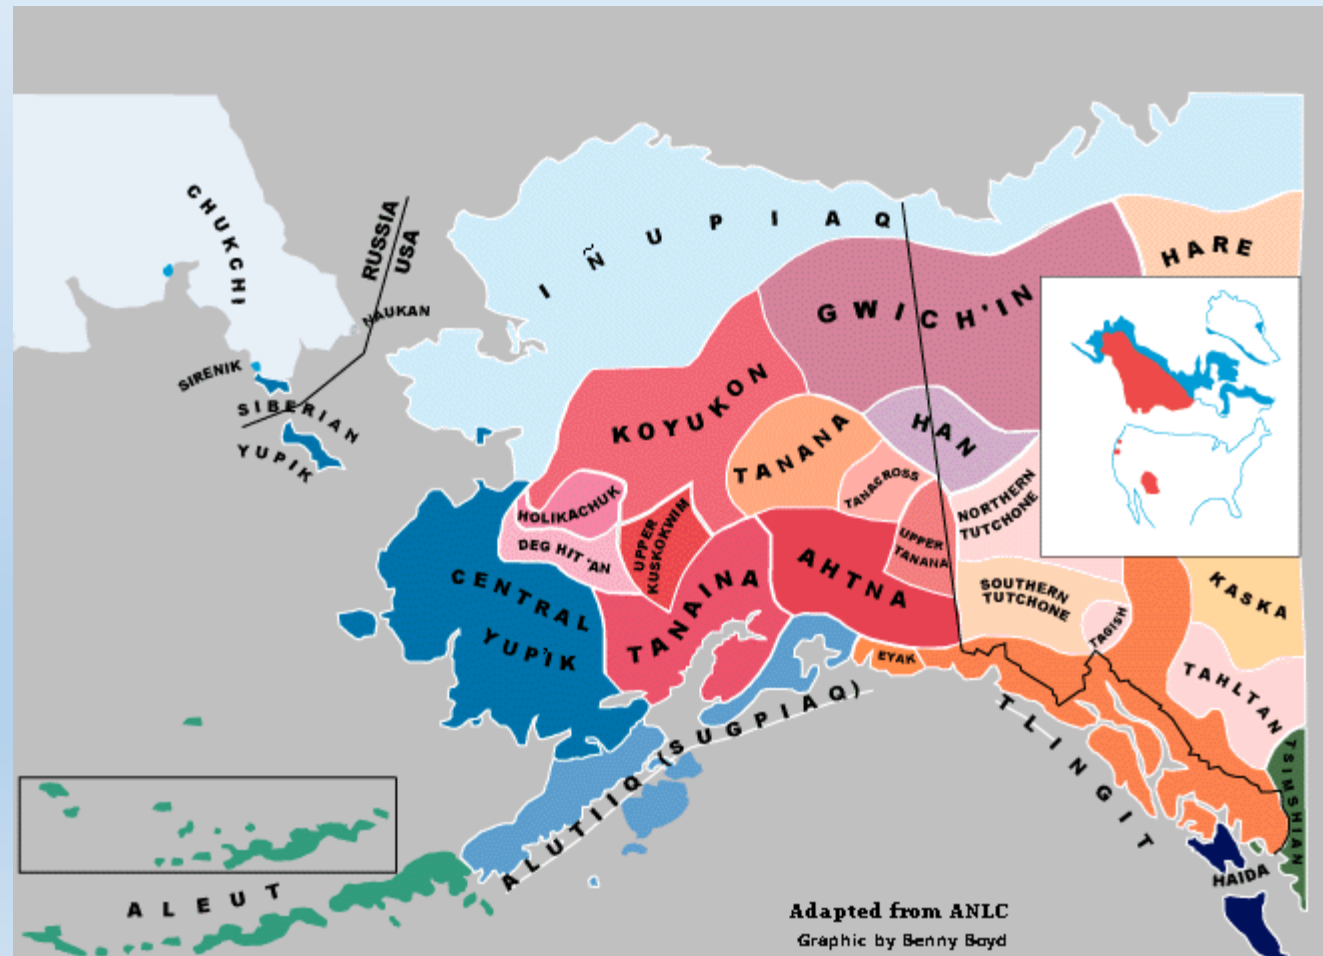 CHUKCHI
RUSSIA
USA
NAUKAN
SIRENIK
SIBERIAN
YUPIK
IÑUPIAQ
GWICH'IN
HARE
KOYUKON
HAN
TANANA
TANACROSS
HOLIKACHUK
UPPER
KUSKOKWIM
DEG HIT'AN
UPPER
TANANA
NORTHERN
TUTCHONE
CENTRAL
YUP'IK
TANAINA
AHTNA
SOUTHERN
TUTCHONE
TAGISH
KASKA
EYAK
TAHLTAN
ALUTIIQ (SUGPIAQ)
TLINGIT
TSIMSHIAN
HAIDA
ALEUT
Adapted from ANLC
Graphic by Benny Boyd